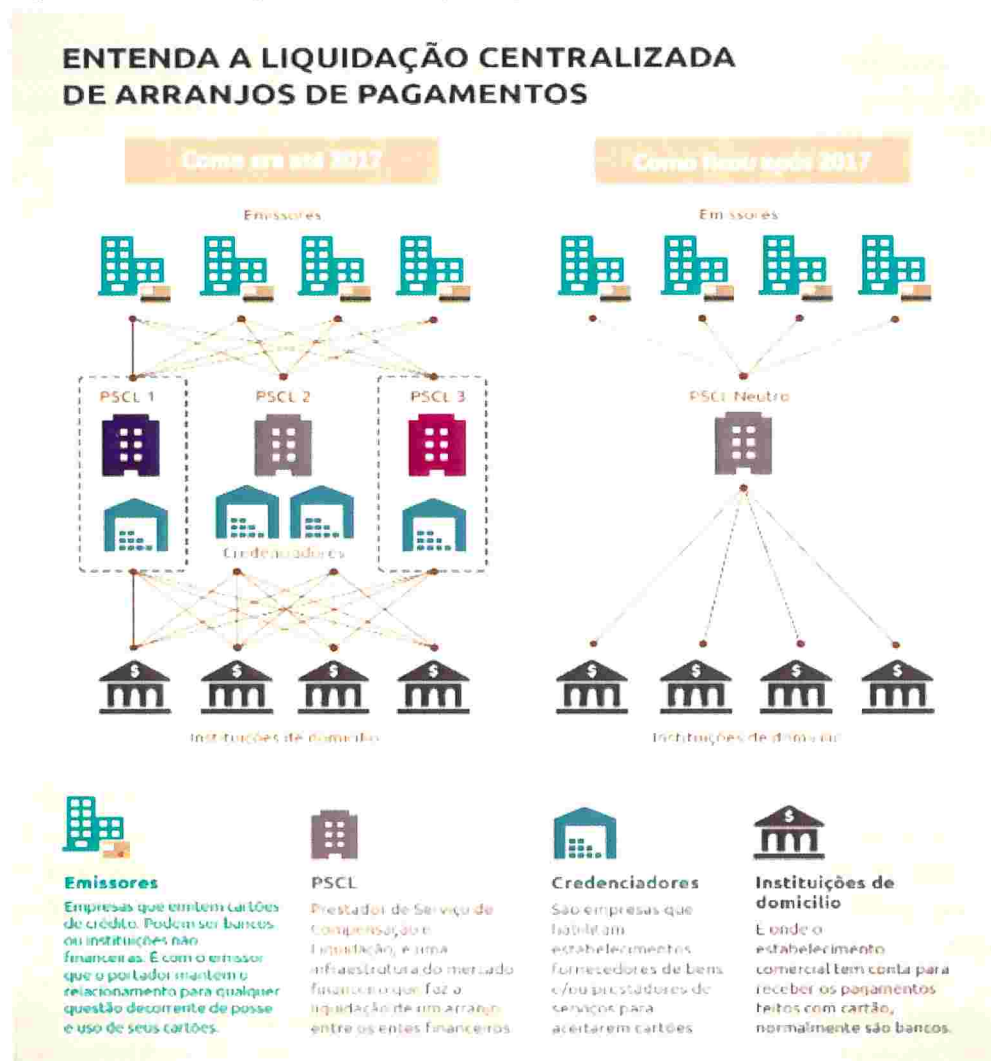 ENTENDA A LIQUIDAÇÃO CENTRALIZADA
DE ARRANJOS DE PAGAMENTOS
Como era até 2017
Como ficou após 2017
Emissores
Emissores
PSCL 1
PSCL 2
PSCL 3
PSCL Neutro
Credenciadores
Instituições de domicílio
Instituições de domicílio
Emissores
Empresas que emitem cartões
de crédito. Podem ser bancos
ou instituições não
financeiras. É com o emissor
que o portador mantem o
relacionamento para qualquer
questão decorrente de posse
e uso de seus cartões.
PSCL
Prestador de Serviço de
Compensação e
Liquidação, é uma
infraestrutura do mercado
financeiro que faz a
liquidação de um arranjo
entre os entes financeiros
Credenciadores
São empresas que
habilitam
estabelecimentos
fornecedores de bens
e/ou prestadores de
serviços para
aceitarem cartões
Instituições de
domicílio
É onde o
estabelecimento
comercial tem conta para
receber os pagamentos
feitos com cartão,
normalmente são bancos.